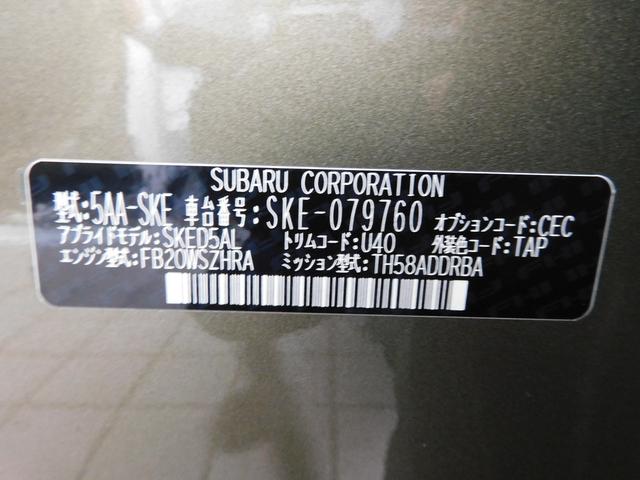 SUBARU CORPORATION
型式:5AA-SKE 車台番号:SKE-079760 オプションコード:CEC
アプライドモデル:SKED5AL トリムコード:U40 外装色コード:TAP
エンジン型式:FB20WSZHRA ミッション型式:TH58ADDRBA